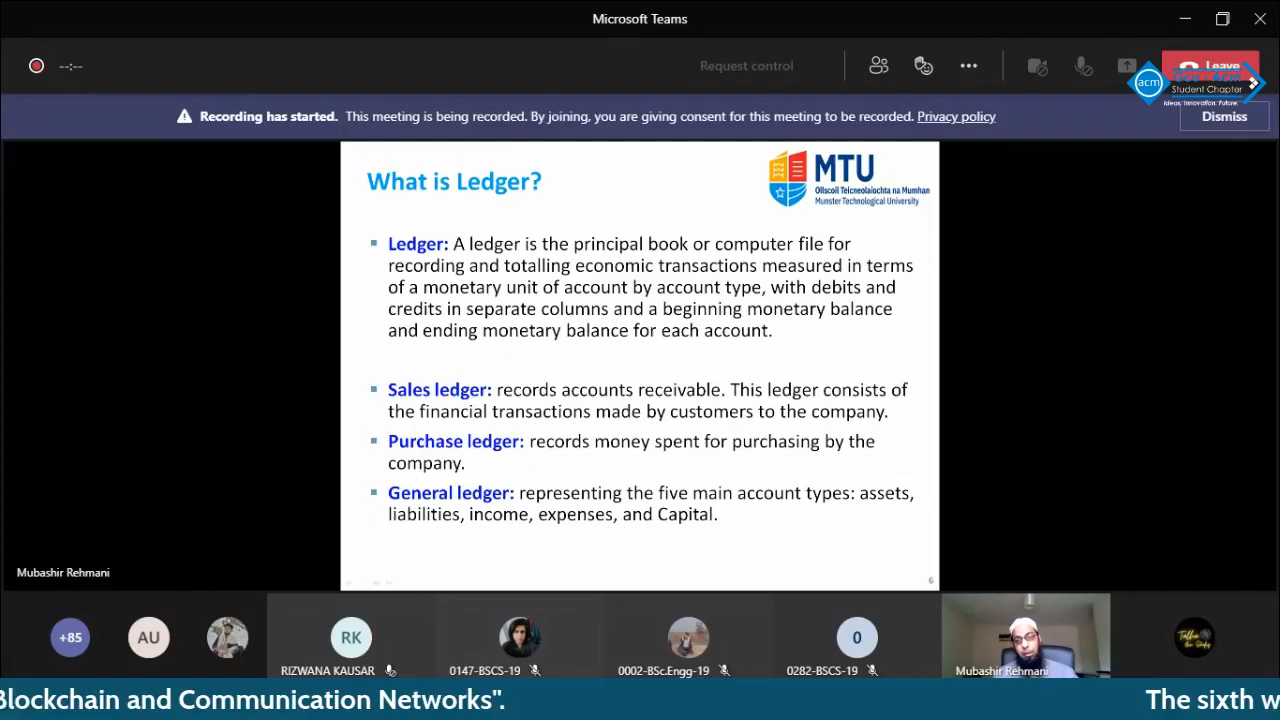 Microsoft Teams
--:--
Request control
Leave
acm
Student Chapter
Ideas. Innovation. Future.
Recording has started. This meeting is being recorded. By joining, you are giving consent for this meeting to be recorded. Privacy policy
Dismiss
What is Ledger?
MTU
Ollscoil Teicneolaíochta na Mumhan
Munster Technological University
Ledger: A ledger is the principal book or computer file for
recording and totalling economic transactions measured in terms
of a monetary unit of account by account type, with debits and
credits in separate columns and a beginning monetary balance
and ending monetary balance for each account.
Sales ledger: records accounts receivable. This ledger consists of
the financial transactions made by customers to the company.
Purchase ledger: records money spent for purchasing by the
company.
General ledger: representing the five main account types: assets,
liabilities, income, expenses, and Capital.
6
Mubashir Rehmani
+85
AU
RK
0
RIZWANA KAUSAR
0147-BSCS-19
0002-BSc.Engg-19
0282-BSCS-19
Mubashir Rehmani
Blockchain and Communication Networks".
The sixth w